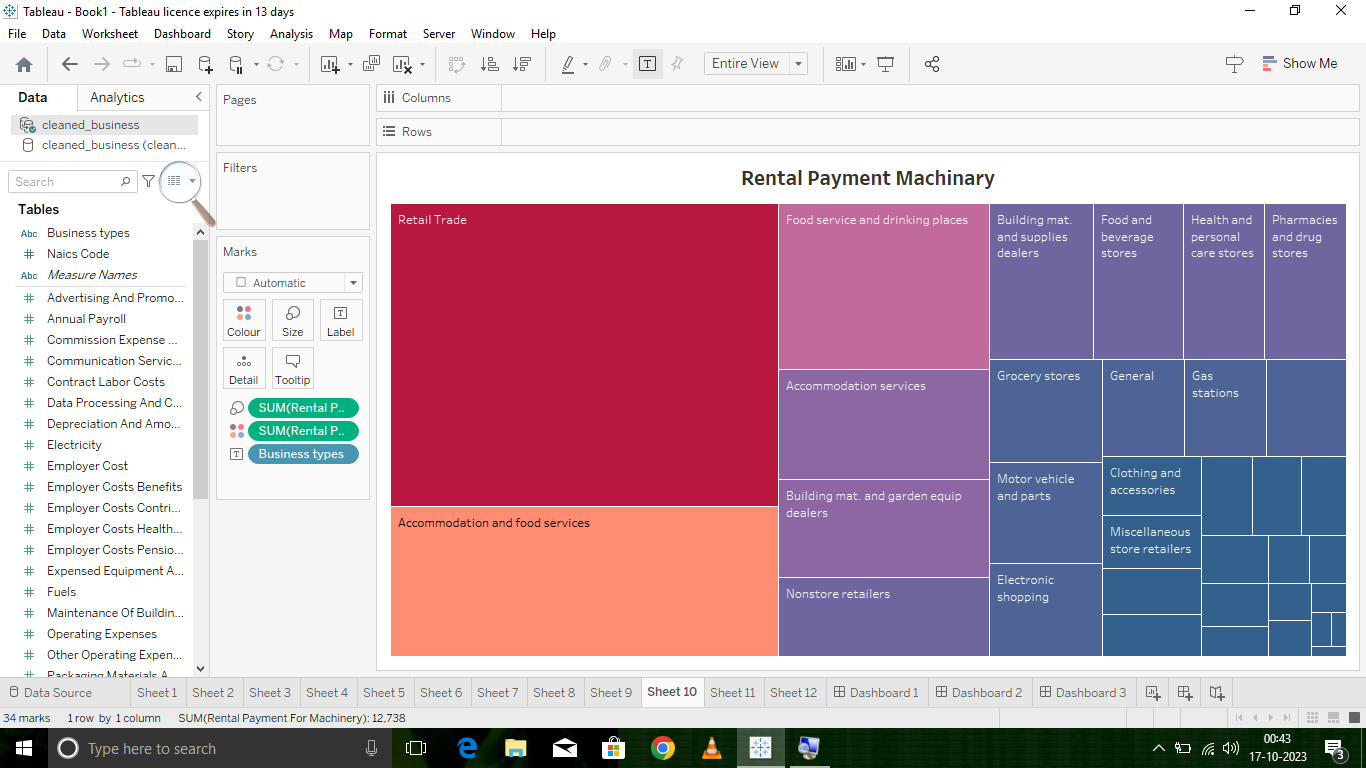 Tableau - Book1 - Tableau licence expires in 13 days
File Data Worksheet Dashboard Story Analysis Map Format Server Window Help
Entire View
Show Me
Data Analytics
cleaned_business
cleaned_business (clean...
Search
Tables
Abc Business types
# Naics Code
Abc Measure Names
# Advertising And Promo...
# Annual Payroll
# Commission Expense ...
# Communication Servic...
# Contract Labor Costs
# Data Processing And C...
# Depreciation And Amo...
# Electricity
# Employer Cost
# Employer Costs Benefits
# Employer Costs Contri...
# Employer Costs Health...
# Employer Costs Pensio...
# Expensed Equipment A...
# Fuels
# Maintenance Of Buildin...
# Operating Expenses
# Other Operating Expen...
# Packaging Materials A...
Pages
Filters
Marks
Automatic
Colour Size Label
Detail Tooltip
SUM(Rental P..
SUM(Rental P..
Business types
Columns
Rows
Rental Payment Machinary
Retail Trade
Accommodation and food services
Food service and drinking places
Accommodation services
Building mat. and garden equip
dealers
Nonstore retailers
Building mat.
and supplies
dealers
Food and
beverage
stores
Health and
personal
care stores
Pharmacies
and drug
stores
Grocery stores
General
Gas
stations
Motor vehicle
and parts
Clothing and
accessories
Miscellaneous
store retailers
Electronic
shopping
Data Source Sheet 1 Sheet 2 Sheet 3 Sheet 4 Sheet 5 Sheet 6 Sheet 7 Sheet 8 Sheet 9 Sheet 10 Sheet 11 Sheet 12 Dashboard 1 Dashboard 2 Dashboard 3
34 marks 1 row by 1 column SUM(Rental Payment For Machinery): 12,738
Type here to search
00:43
17-10-2023
3